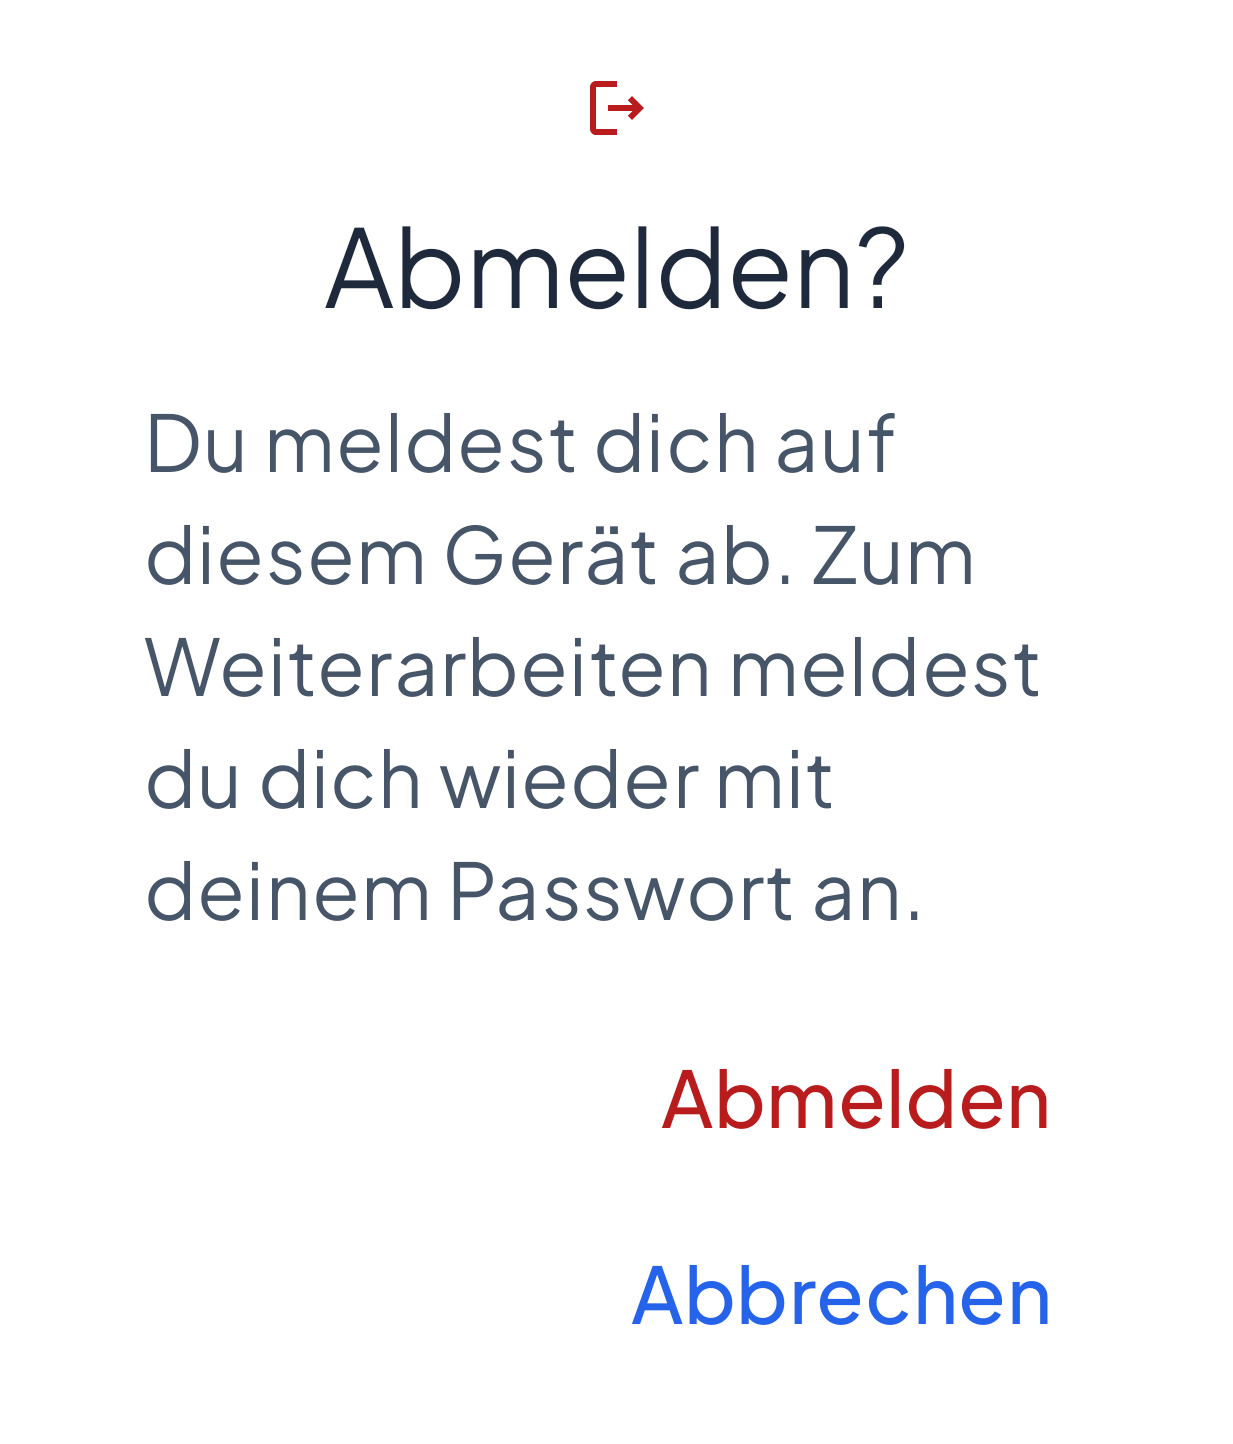 Abmelden?
Du meldest dich auf
diesem Gerät ab. Zum
Weiterarbeiten meldest
du dich wieder mit
deinem Passwort an.
Abmelden
Abbrechen